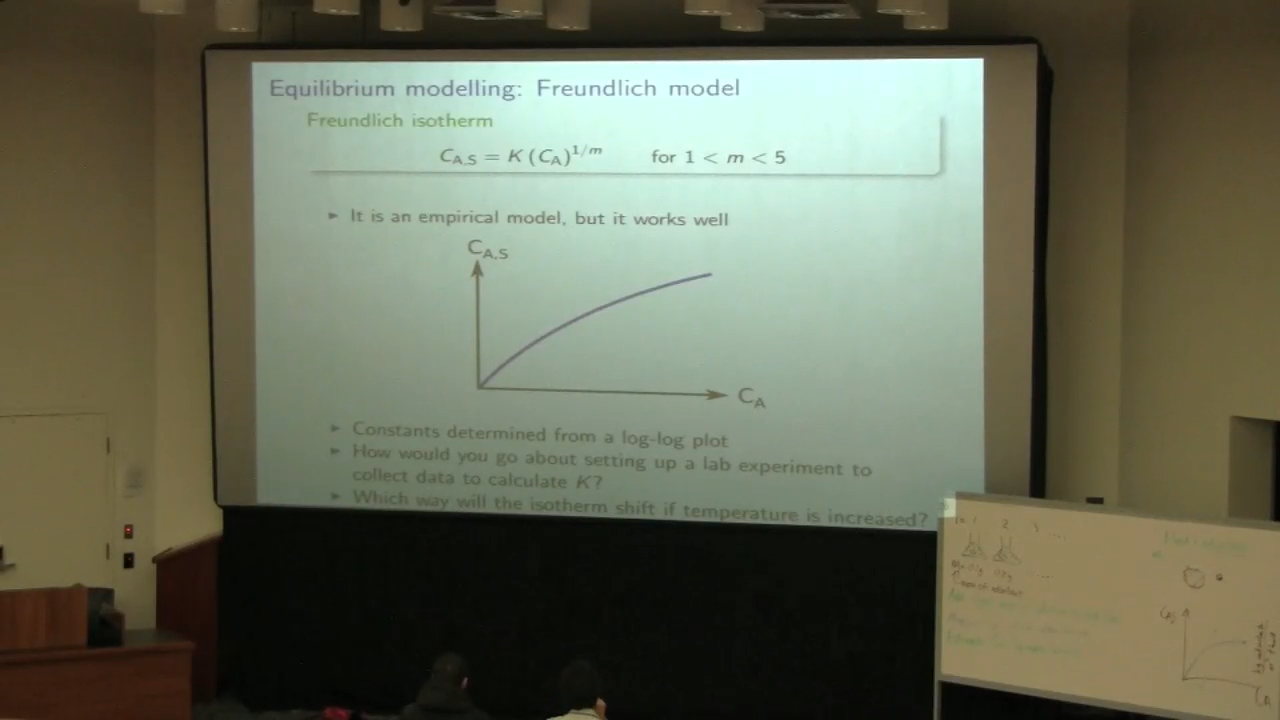 Equilibrium modelling: Freundlich model
Freundlich isotherm
C_{A,S} = K (C_A)^{1/m} for 1 < m < 5
► It is an empirical model, but it works well
C_{A,S}
C_A
► Constants determined from a log-log plot
► How would you go about setting up a lab experiment to
collect data to calculate K?
► Which way will the isotherm shift if temperature is increased?
2
C_A